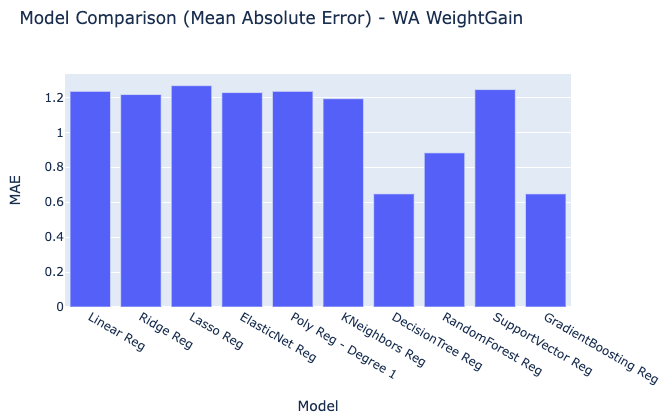 Model Comparison (Mean Absolute Error) - WA WeightGain
1.2
1
0.8
0.6
0.4
0.2
0
MAE
Linear Reg
Ridge Reg
Lasso Reg
ElasticNet Reg
Poly Reg - Degree 1
KNeighbors Reg
DecisionTree Reg
RandomForest Reg
SupportVector Reg
GradientBoosting Reg
Model